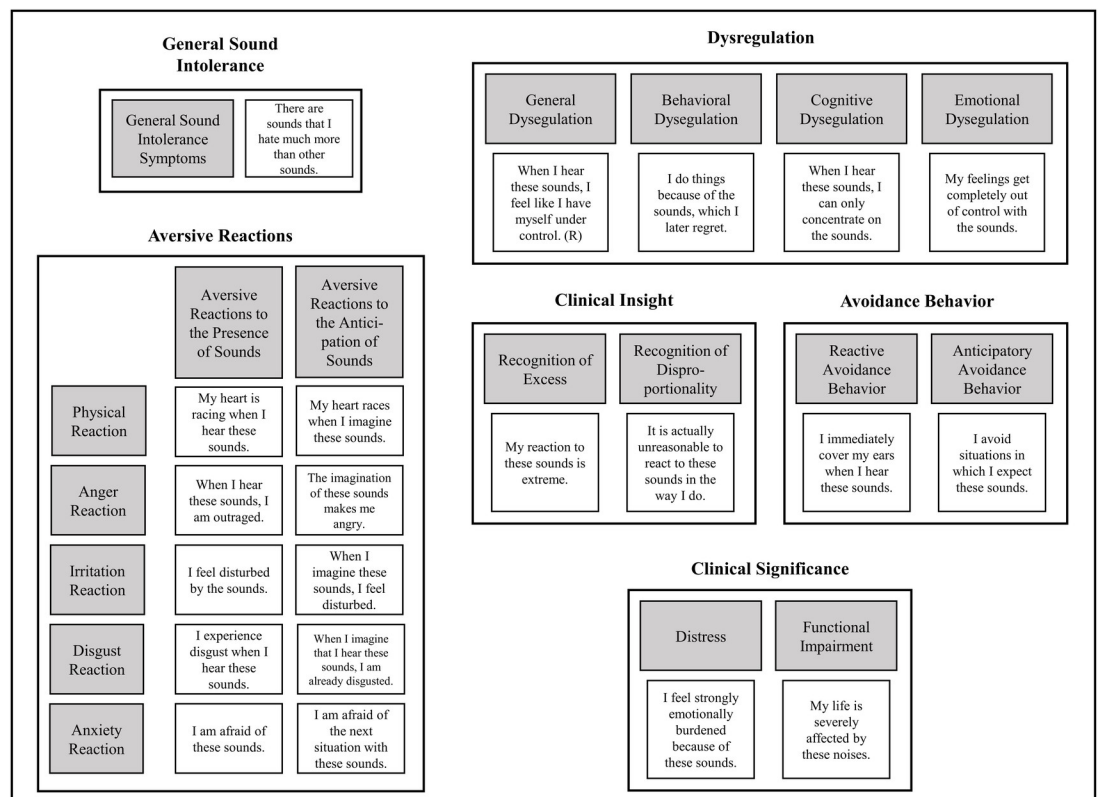 General Sound
Intolerance
General Sound
Intolerance
Symptoms
There are
sounds that I
hate much more
than other
sounds.
Aversive Reactions
Aversive
Reactions to
the Presence
of Sounds
Aversive
Reactions to
the Antici-
pation of
Sounds
Physical
Reaction
My heart is
racing when I
hear these
sounds.
My heart races
when I imagine
these sounds.
Anger
Reaction
When I hear
these sounds, I
am outraged.
The imagination
of these sounds
makes me
angry.
Irritation
Reaction
I feel disturbed
by the sounds.
When I
imagine these
sounds, I feel
disturbed.
Disgust
Reaction
I experience
disgust when I
hear these
sounds.
When I imagine
that I hear these
sounds, I am
already disgusted.
Anxiety
Reaction
I am afraid of
these sounds.
I am afraid of
the next
situation with
these sounds.
Dysregulation
General
Dysegulation
Behavioral
Dysegulation
Cognitive
Dysegulation
Emotional
Dysegulation
When I hear
these sounds, I
feel like I have
myself under
control. (R)
I do things
because of the
sounds, which I
later regret.
When I hear
these sounds, I
can only
concentrate on
the sounds.
My feelings get
completely out
of control with
the sounds.
Clinical Insight
Recognition of
Excess
Recognition of
Dispro-
portionality
My reaction to
these sounds is
extreme.
It is actually
unreasonable to
react to these
sounds in the
way I do.
Avoidance Behavior
Reactive
Avoidance
Behavior
Anticipatory
Avoidance
Behavior
I immediately
cover my ears
when I hear
these sounds.
I avoid
situations in
which I expect
these sounds.
Clinical Significance
Distress
Functional
Impairment
I feel strongly
emotionally
burdened
because of
these sounds.
My life is
severely
affected by
these noises.